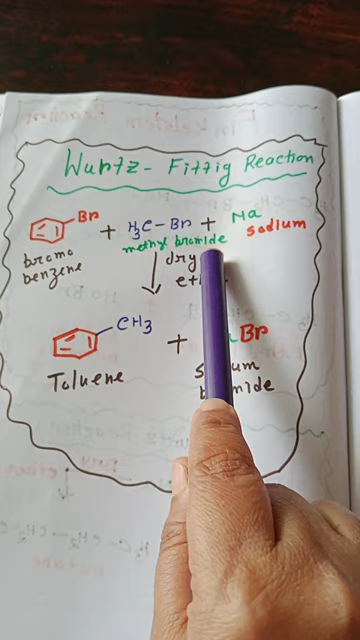 Wurtz-Fittig Reaction
Br + H3C-Br + Na
bromo benzene
methyl bromide
sodium
dry
CH3 + Br
Toluene